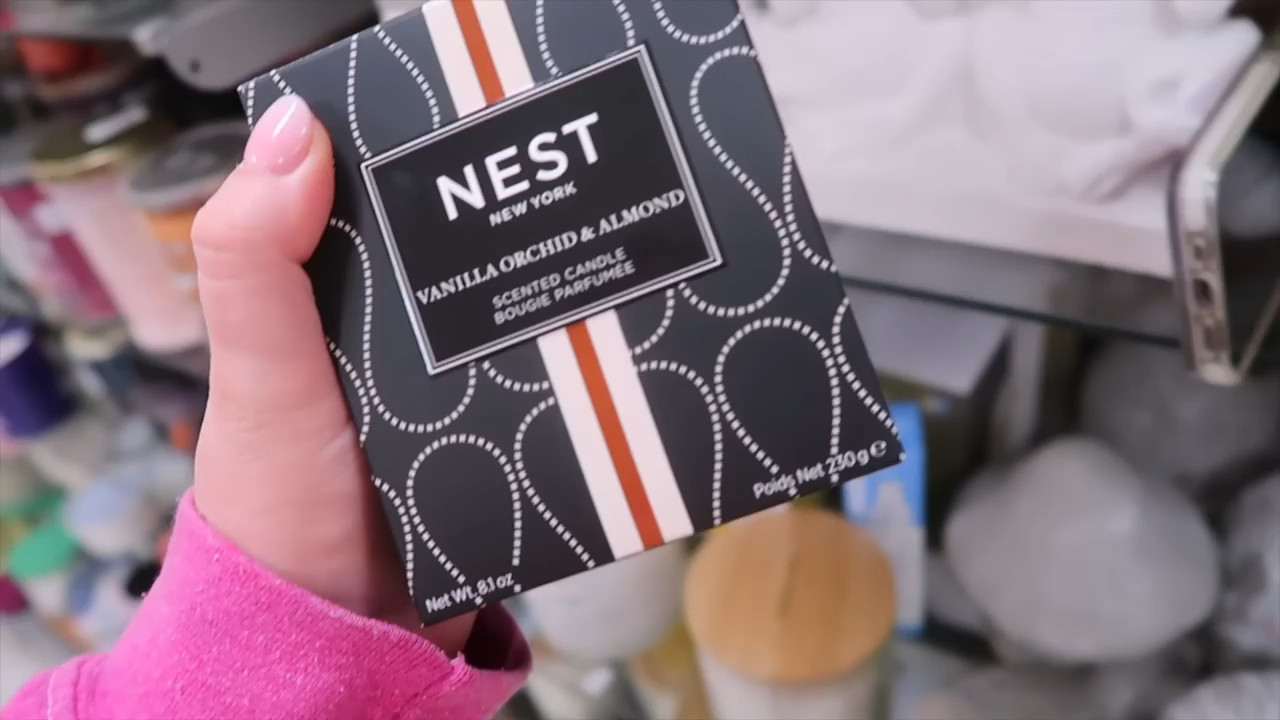 NEST
NEW YORK
VANILLA ORCHID & ALMOND
SCENTED CANDLE
BOUGIE PARFUMÉE
Net Wt. 8.1 oz
Poids Net 230 g ℮